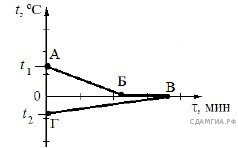 t, °C
А
t1
Б
В
0
τ, мин
t2
Г
СДАМГИА.РФ